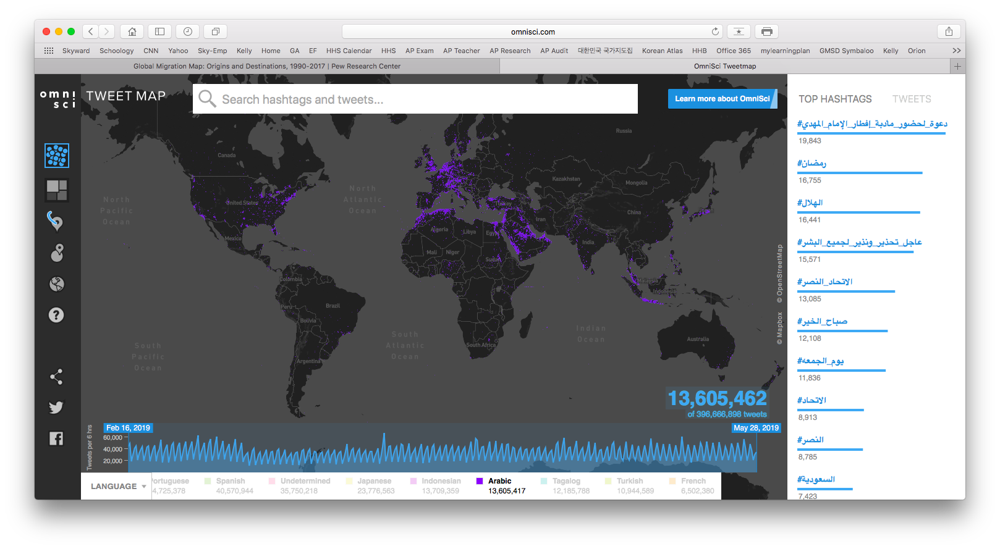 omnisci.com
Skyward Schoology CNN Yahoo Sky-Emp Kelly Home GA EF HHS Calendar HHS AP Exam AP Teacher AP Research AP Audit 대한민국 국가지도집 Korean Atlas HHB Office 365 mylearningplan GMSD Symbaloo Kelly Orion
Global Migration Map: Origins and Destinations, 1990-2017 | Pew Research Center
OmniSci Tweetmap
omni
sci
TWEET MAP
Search hashtags and tweets...
Learn more about OmniSci
TOP HASHTAGS
TWEETS
#دعوة_لحضور_مادبة_إفطار_الإمام_المهدي
19,843
#رمضان
16,755
#الهلال
16,441
#عاجل_تحذير_ونذير_لجميع_البشر
15,571
#الاتحاد_النصر
13,085
#صباح_الخير
12,108
#يوم_الجمعه
11,836
#الاتحاد
8,913
#النصر
8,785
#السعودية
7,423
Russia
Canada
Kazakhstan
Mongolia
North
Pacific
Ocean
North
Atlantic
Ocean
United States
Turkey
Iran
China
Japan
Mexico
Algeria
Libya
Egypt
India
Mali
Niger
Sudan
Colombia
Malaysia
Indonesia
Peru
Brazil
Bolivia
South
Pacific
Ocean
South
Atlantic
Ocean
Indian
Ocean
South Africa
Australia
Argentina
© Mapbox © OpenStreetMap
13,605,462
of 396,666,898 tweets
Feb 16, 2019
May 28, 2019
Tweets per 6 hrs
60,000
40,000
20,000
LANGUAGE
ortuguese
4,725,378
Spanish
40,570,944
Undetermined
35,750,218
Japanese
23,776,563
Indonesian
13,709,359
Arabic
13,605,417
Tagalog
12,185,788
Turkish
10,944,589
French
6,502,380